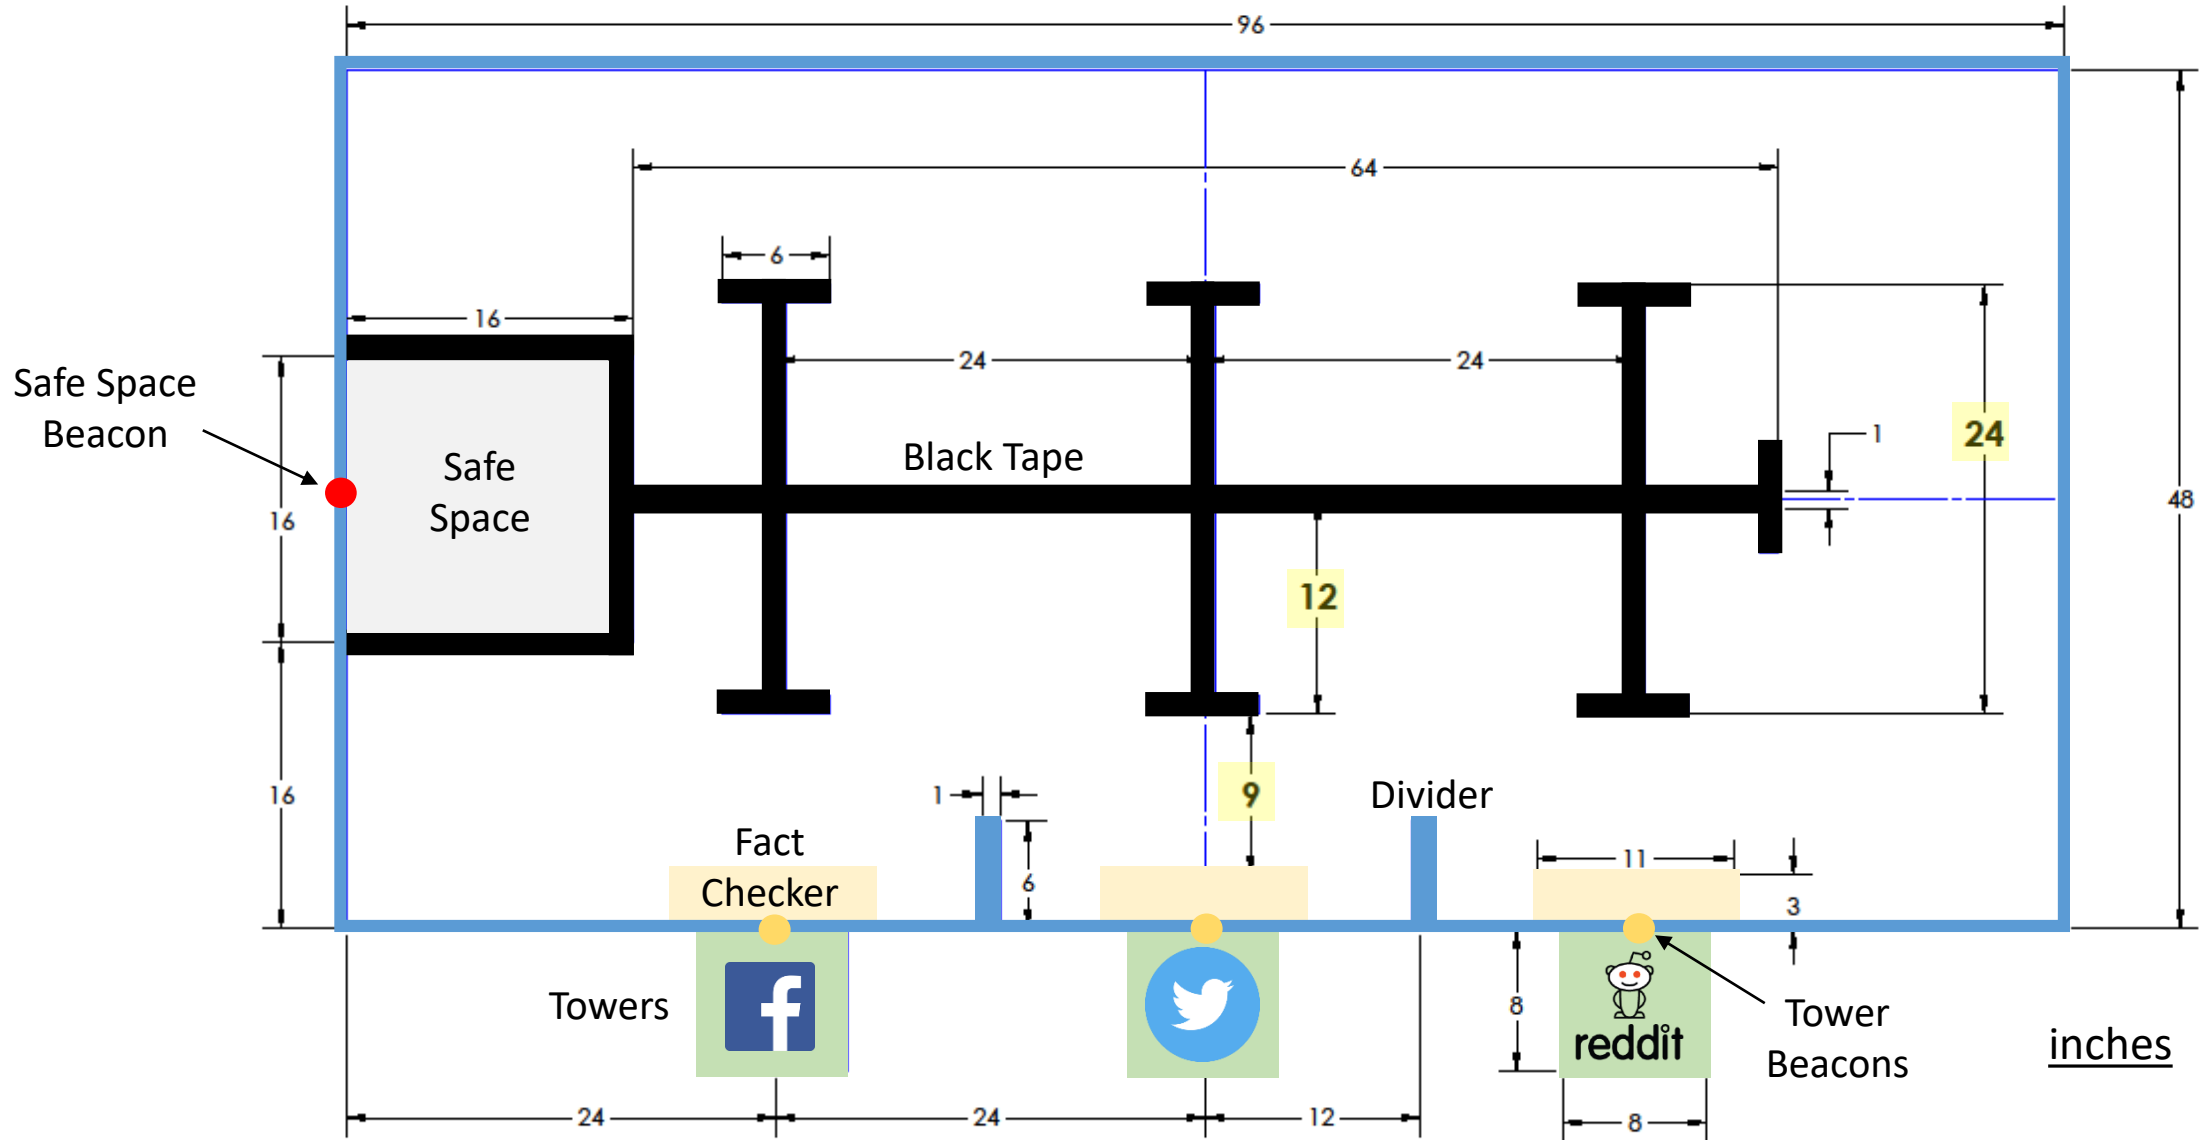 96
64
6
16
24
24
Safe Space
Beacon
Safe
Space
Black Tape
1
24
48
16
12
16
1
9
Divider
Fact
Checker
6
11
3
Towers
f
8
reddit
Tower
Beacons
inches
24
24
12
8